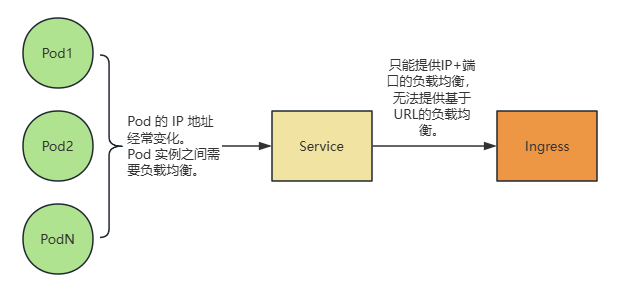 Pod1
Pod2
PodN
Pod 的 IP 地址
经常变化。
Pod 实例之间需
要负载均衡。
Service
只能提供IP+端
口的负载均衡，
无法提供基于
URL的负载均
衡。
Ingress